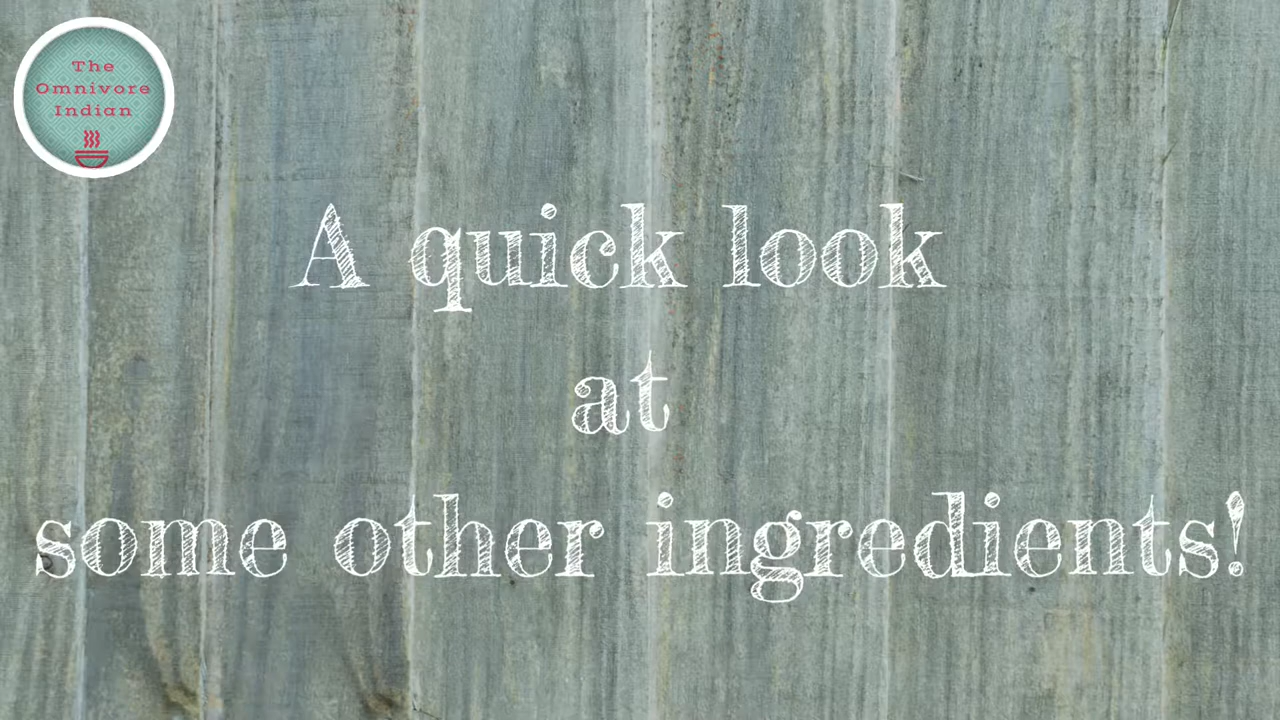 The
Omnivore
Indian
A quick look
at
some other ingredients!